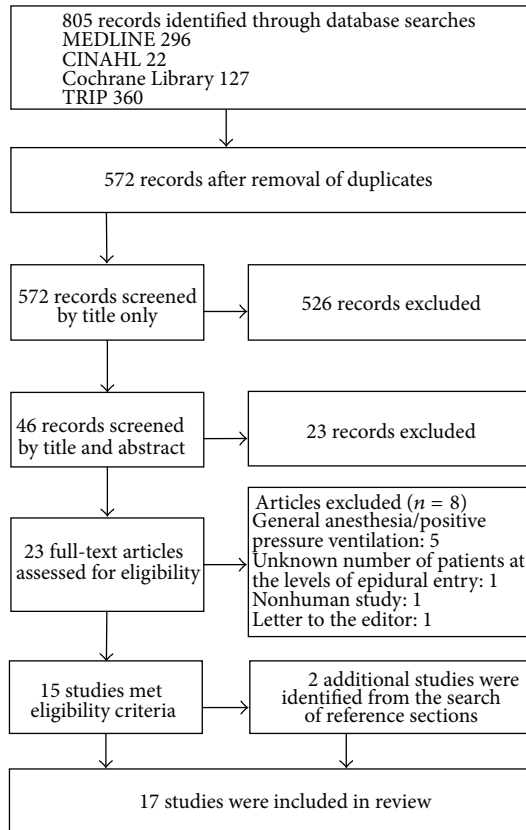 805 records identified through database searches
MEDLINE 296
CINAHL 22
Cochrane Library 127
TRIP 360
572 records after removal of duplicates
572 records screened
by title only
526 records excluded
46 records screened
by title and abstract
23 records excluded
23 full-text articles
assessed for eligibility
Articles excluded (n = 8)
General anesthesia/positive
pressure ventilation: 5
Unknown number of patients at
the levels of epidural entry: 1
Nonhuman study: 1
Letter to the editor: 1
15 studies met
eligibility criteria
2 additional studies were
identified from the search
of reference sections
17 studies were included in review